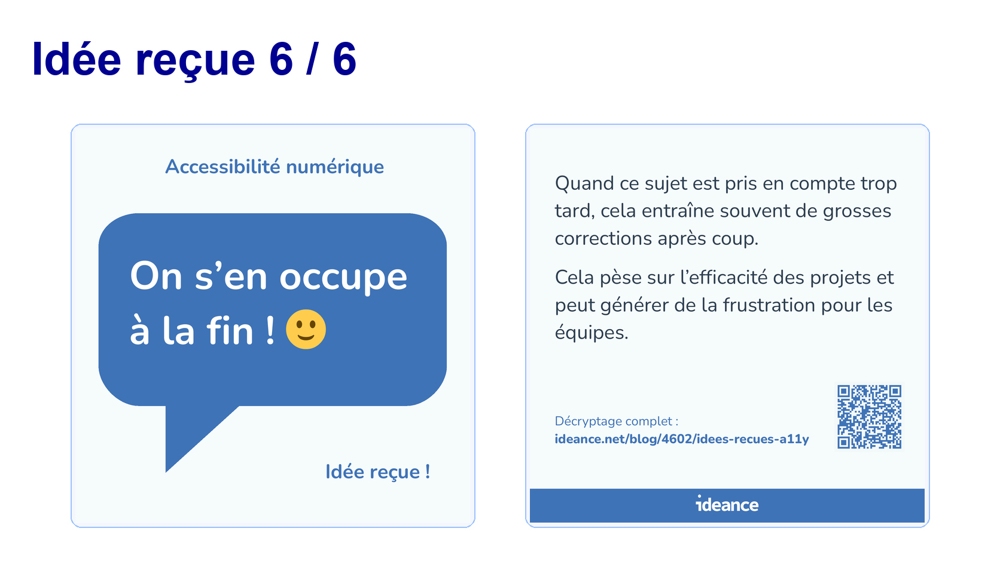 Idée reçue 6 / 6
Accessibilité numérique
On s’en occupe
à la fin ! 🙂
Idée reçue !
Quand ce sujet est pris en compte trop
tard, cela entraîne souvent de grosses
corrections après coup.
Cela pèse sur l’efficacité des projets et
peut générer de la frustration pour les
équipes.
Décryptage complet :
ideance.net/blog/4602/idees-recues-a11y
ideance